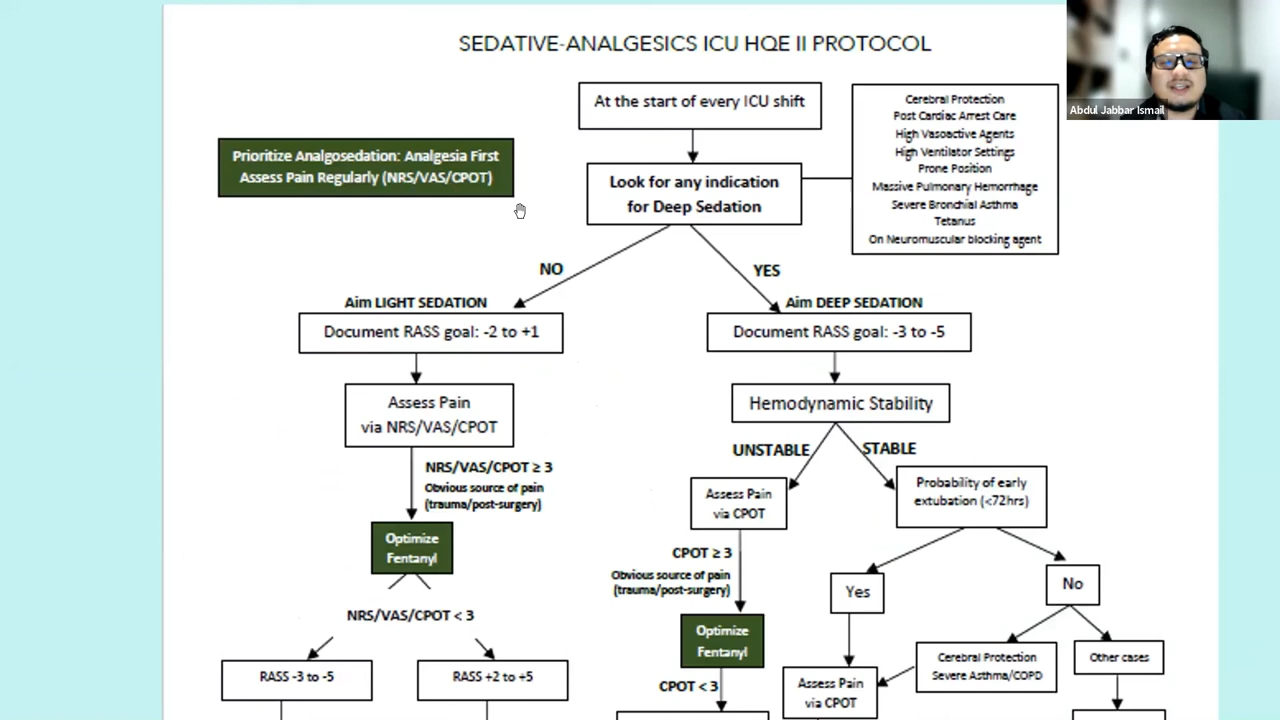 SEDATIVE-ANALGESICS ICU HQE II PROTOCOL
At the start of every ICU shift
Cerebral Protection
Post Cardiac Arrest Care
High Vasoactive Agents
High Ventilator Settings
Prone Position
Massive Pulmonary Hemorrhage
Severe Bronchial Asthma
Tetanus
On Neuromuscular blocking agent
Abdul Jabbar Ismail
Prioritize Analgosedation: Analgesia First
Assess Pain Regularly (NRS/VAS/CPOT)
Look for any indication
for Deep Sedation
NO
YES
Aim LIGHT SEDATION
Document RASS goal: -2 to +1
Assess Pain
via NRS/VAS/CPOT
NRS/VAS/CPOT ≥ 3
Obvious source of pain
(trauma/post-surgery)
Optimize
Fentanyl
NRS/VAS/CPOT < 3
RASS -3 to -5
RASS +2 to +5
Aim DEEP SEDATION
Document RASS goal: -3 to -5
Hemodynamic Stability
UNSTABLE
STABLE
Assess Pain
via CPOT
CPOT ≥ 3
Obvious source of pain
(trauma/post-surgery)
Optimize
Fentanyl
CPOT < 3
Probability of early
extubation (<72hrs)
Yes
No
Assess Pain
via CPOT
Cerebral Protection
Severe Asthma/COPD
Other cases